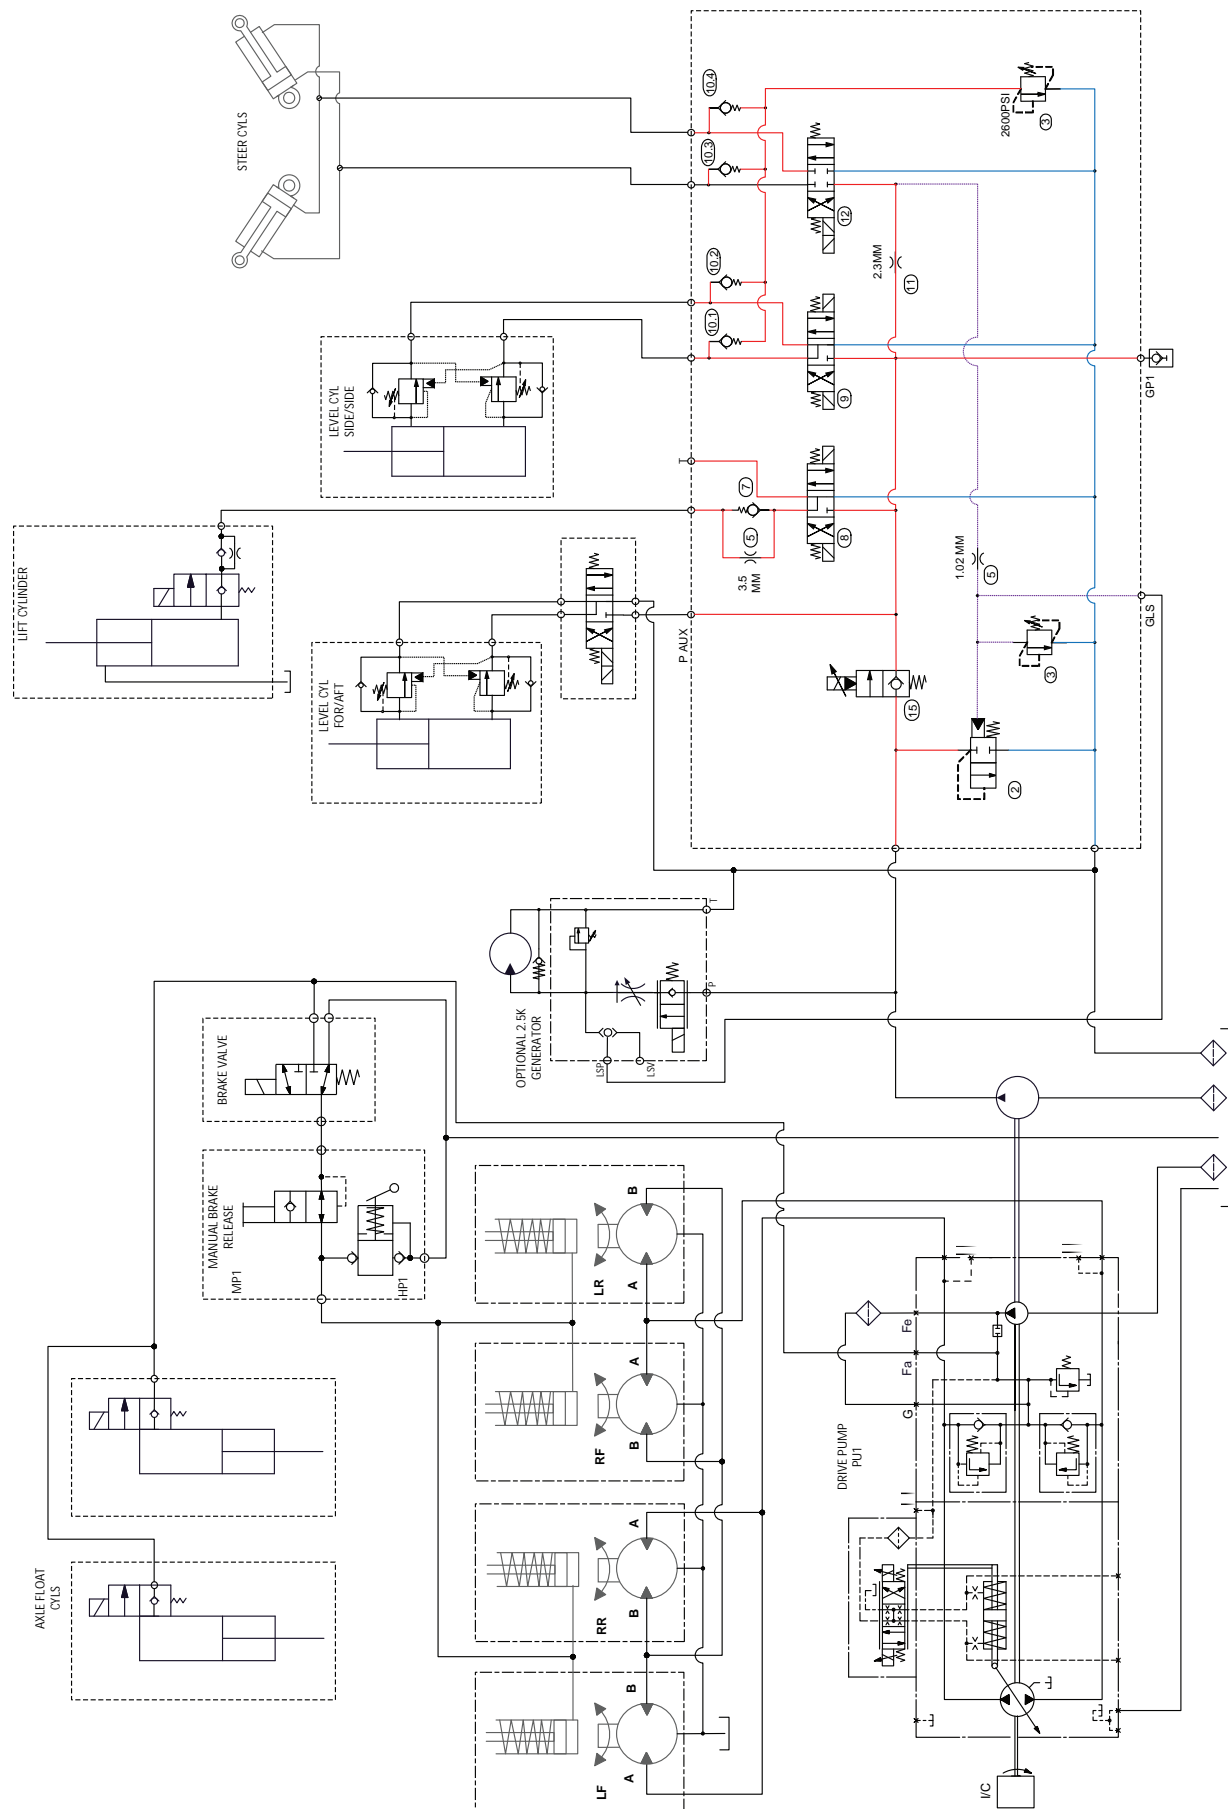 STEER CYLS
10.4
10.3
2600PSI
3
12
2.3MM
11
10.2
10.1
9
GP1
LEVEL CYL
SIDE/SIDE
T
7
5
3.5
MM
8
1.02 MM
5
GLS
LIFT CYLINDER
P AUX
3
15
2
LEVEL CYL
FOR/AFT
OPTIONAL 2.5K
GENERATOR
T
P
LSP
LSV
BRAKE VALVE
MANUAL BRAKE
RELEASE
MP1
HP1
LR
B
A
RF
A
B
RR
A
B
LF
B
A
AXLE FLOAT
CYLS
DRIVE PUMP
PU1
Fe
Fa
G
I/C